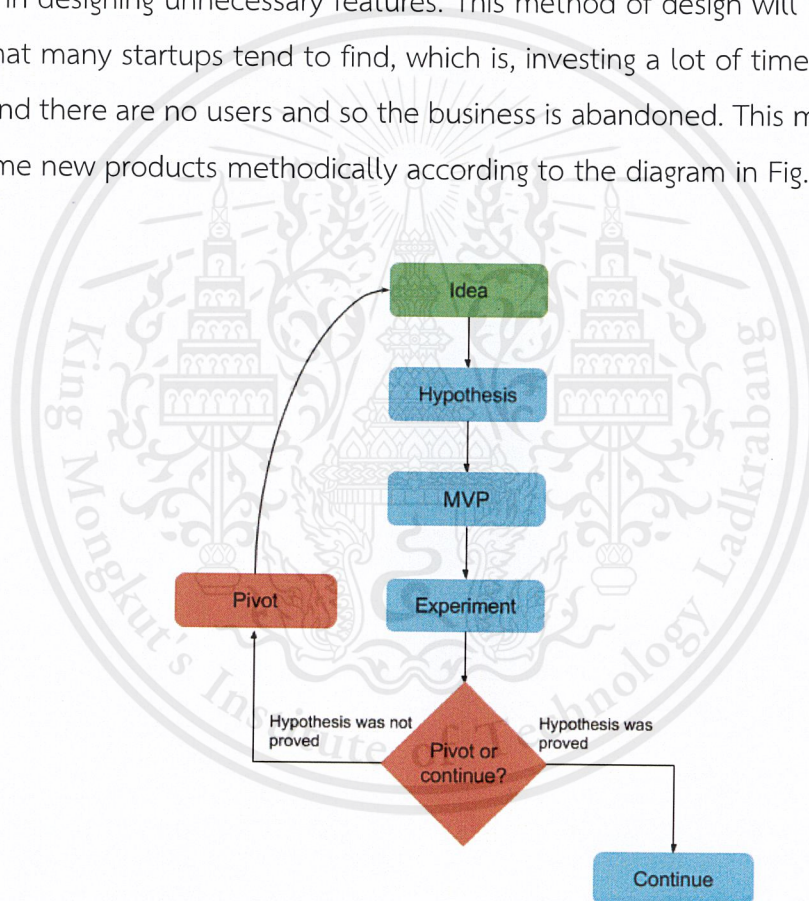 in designing unnecessary features. This method of design will
hat many startups tend to find, which is, investing a lot of time
nd there are no users and so the business is abandoned. This m
me new products methodically according to the diagram in Fig.
Idea
Hypothesis
MVP
Experiment
Pivot
Hypothesis was not
proved
Pivot or
continue?
Hypothesis was
proved
Continue
King Mongkut's Institute of Technology Ladkrabang